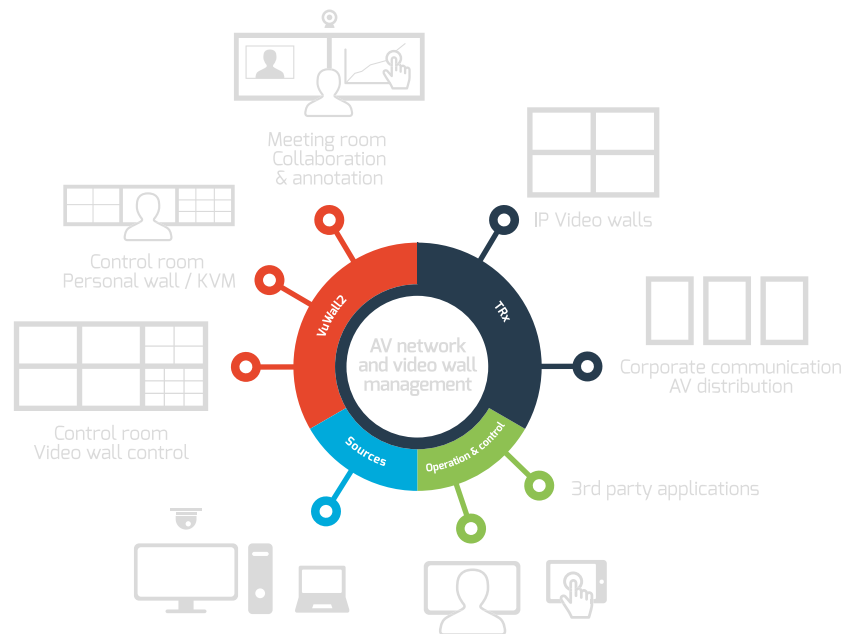 Meeting room
Collaboration
& annotation
IP Video walls
Control room
Personal wall / KVM
VuWall2
TRx
AV network
and video wall
management
Corporate communication
AV distribution
Control room
Video wall control
Sources
Operation & control
3rd party applications